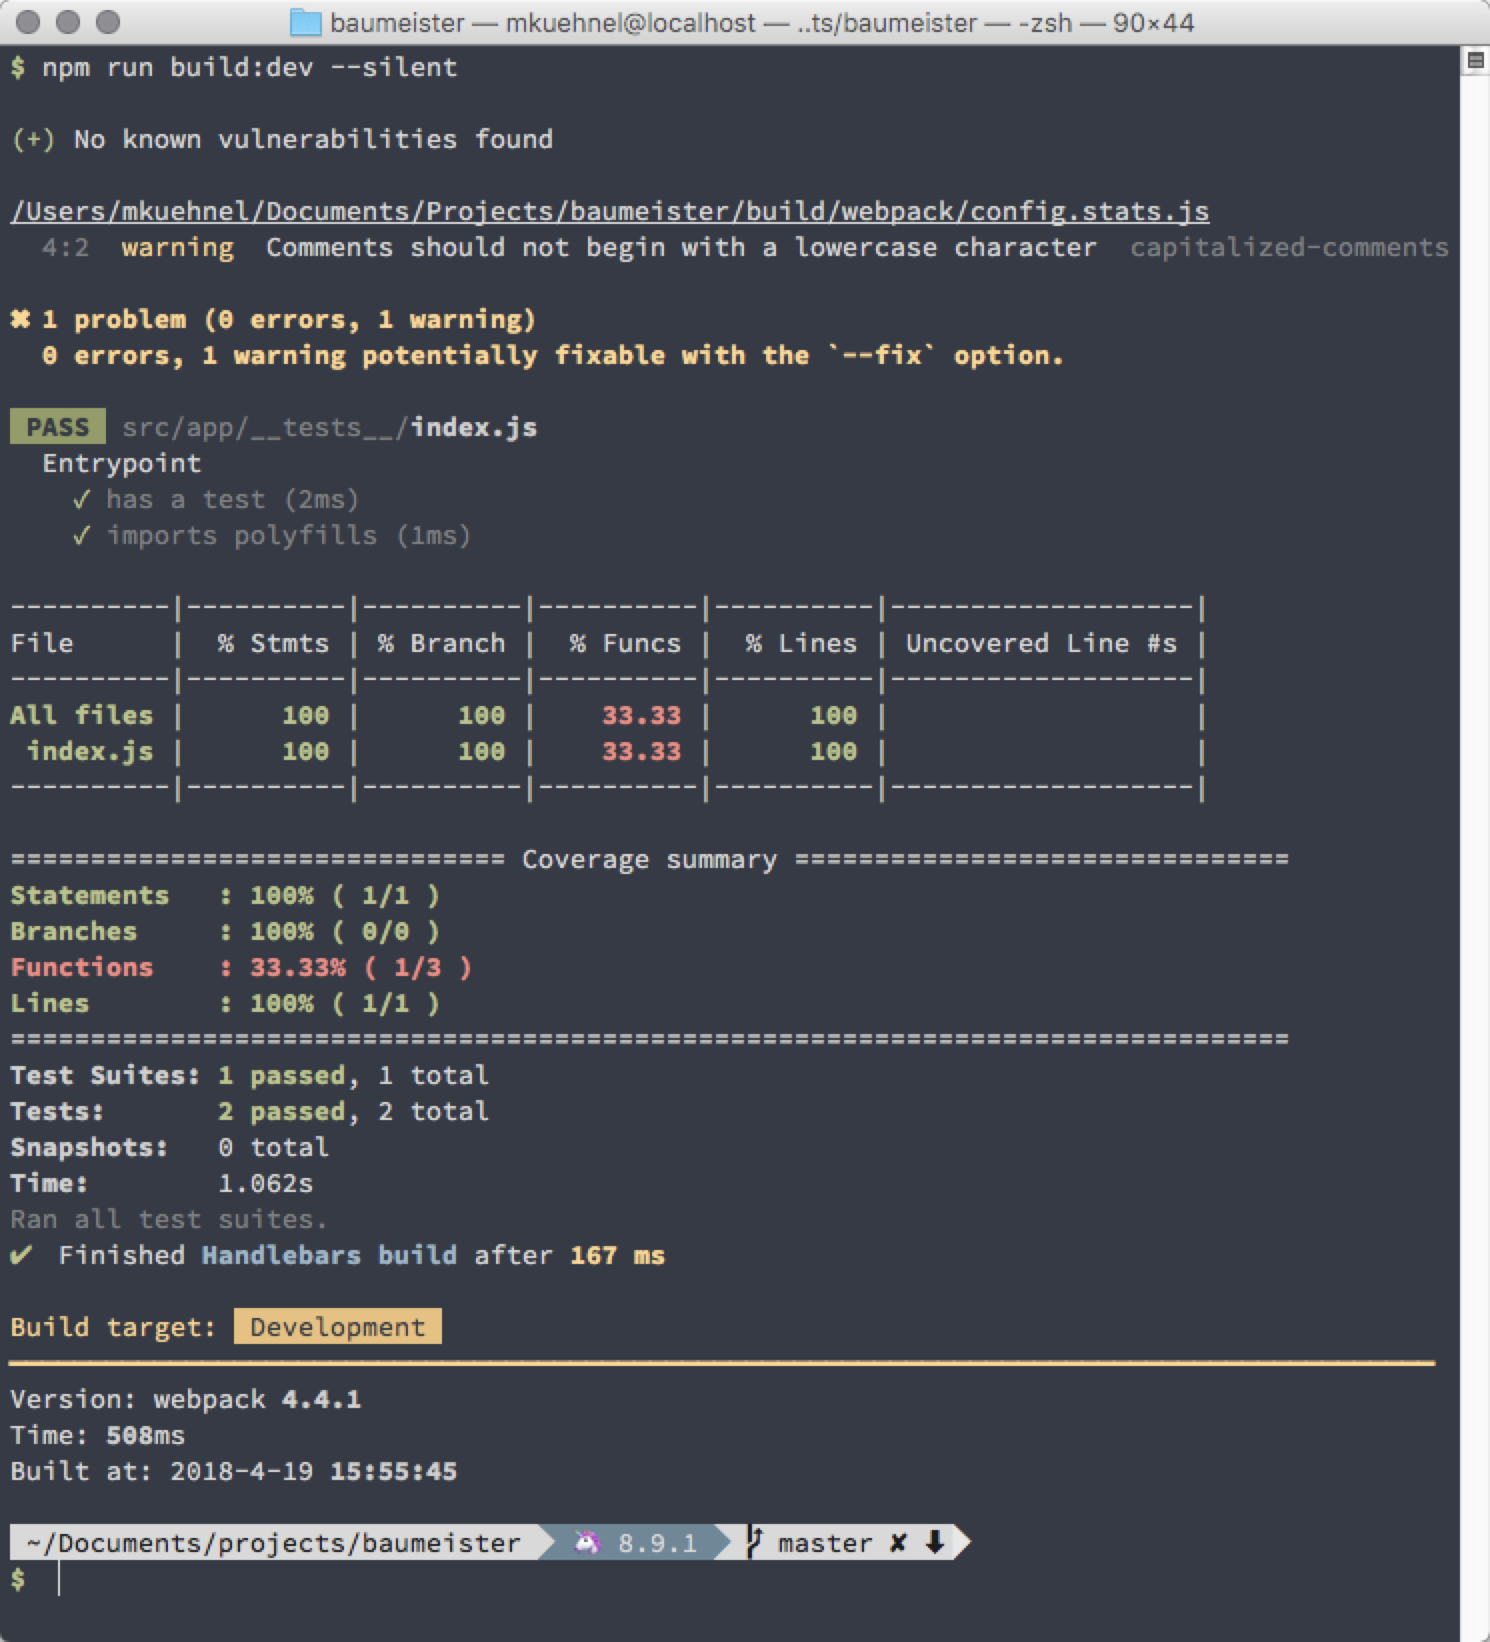 baumeister — mkuehnel@localhost — ..ts/baumeister — -zsh — 90×44
$ npm run build:dev --silent
(+) No known vulnerabilities found
/Users/mkuehnel/Documents/Projects/baumeister/build/webpack/config.stats.js
4:2  warning  Comments should not begin with a lowercase character  capitalized-comments
✖ 1 problem (0 errors, 1 warning)
0 errors, 1 warning potentially fixable with the `--fix` option.
PASS src/app/__tests__/index.js
Entrypoint
✓ has a test (2ms)
✓ imports polyfills (1ms)
----------|----------|----------|----------|----------|-------------------|
File      |  % Stmts | % Branch |  % Funcs |  % Lines | Uncovered Line #s |
----------|----------|----------|----------|----------|-------------------|
All files |      100 |      100 |    33.33 |      100 |                   |
 index.js |      100 |      100 |    33.33 |      100 |                   |
----------|----------|----------|----------|----------|-------------------|
=============================== Coverage summary ===============================
Statements   : 100% ( 1/1 )
Branches     : 100% ( 0/0 )
Functions    : 33.33% ( 1/3 )
Lines        : 100% ( 1/1 )
================================================================================
Test Suites: 1 passed, 1 total
Tests:       2 passed, 2 total
Snapshots:   0 total
Time:        1.062s
Ran all test suites.
✔ Finished Handlebars build after 167 ms
Build target: Development
Version: webpack 4.4.1
Time: 508ms
Built at: 2018-4-19 15:55:45
~/Documents/projects/baumeister 🦄 8.9.1 master ✘ ⬇
$